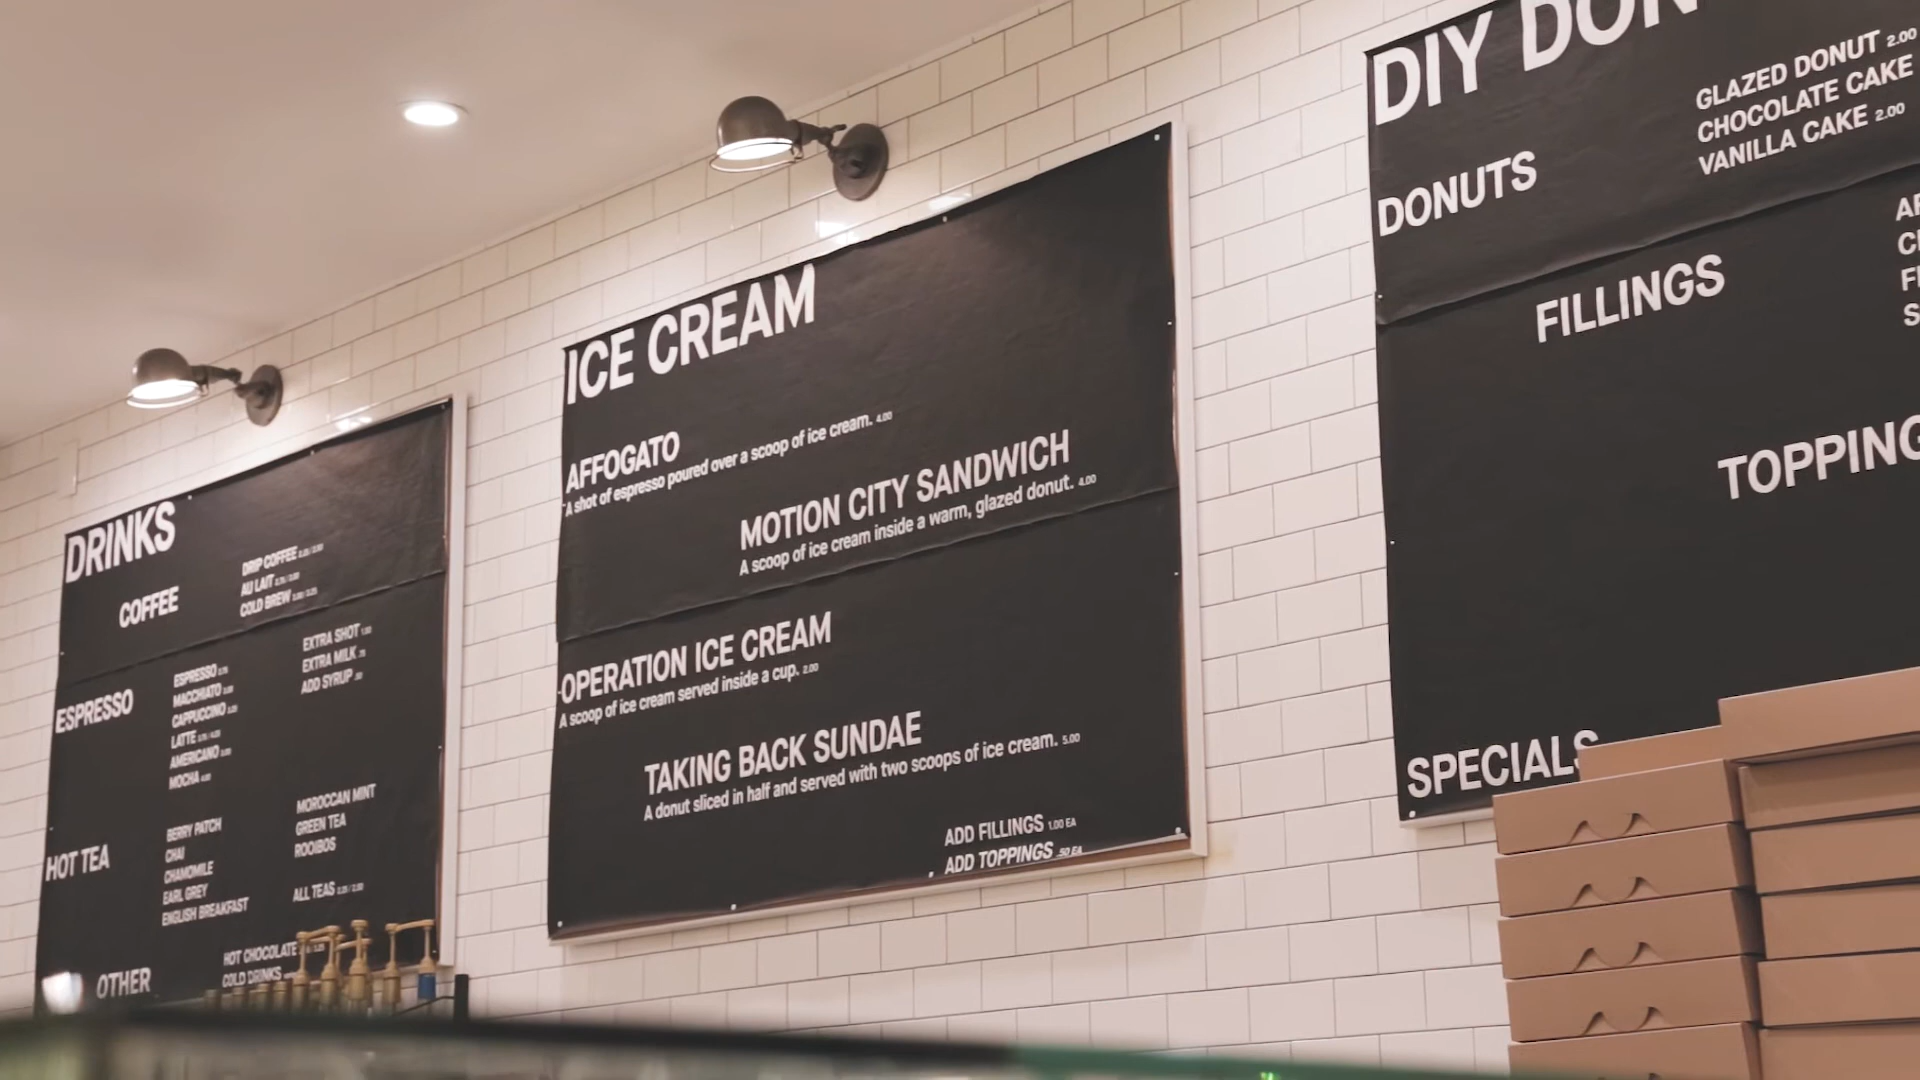 DRINKS
COFFEE
DRIP COFFEE
AU LAIT
COLD BREW
ESPRESSO
ESPRESSO
MACCHIATO
CAPPUCCINO
LATTE
AMERICANO
MOCHA
EXTRA SHOT 1.00
EXTRA MILK
ADD SYRUP
HOT TEA
BERRY PATCH
CHAI
CHAMOMILE
EARL GREY
ENGLISH BREAKFAST
MOROCCAN MINT
GREEN TEA
ROOIBOS
ALL TEAS
OTHER
HOT CHOCOLATE
COLD DRINKS
ICE CREAM
AFFOGATO
A shot of espresso poured over a scoop of ice cream. 4.00
MOTION CITY SANDWICH
A scoop of ice cream inside a warm, glazed donut. 4.00
OPERATION ICE CREAM
A scoop of ice cream served inside a cup. 2.00
TAKING BACK SUNDAE
A donut sliced in half and served with two scoops of ice cream. 5.00
ADD FILLINGS 1.00 EA
ADD TOPPINGS .50 EA
DIY DON
DONUTS
GLAZED DONUT 2.00
CHOCOLATE CAKE
VANILLA CAKE 2.00
FILLINGS
TOPPING
SPECIALS